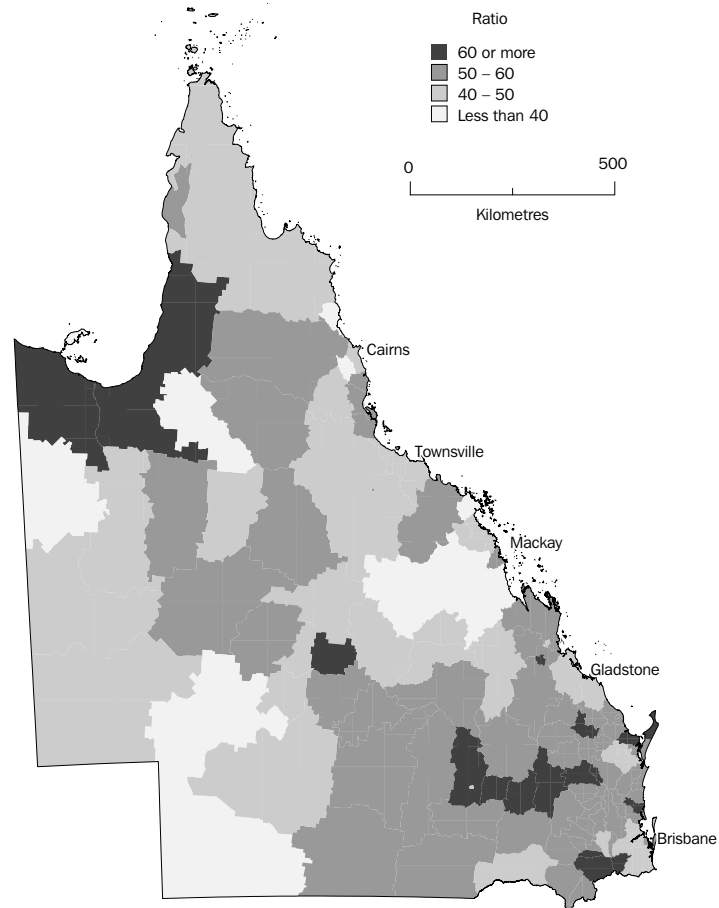 Ratio
60 or more
50 – 60
40 – 50
Less than 40
0 500
Kilometres
Cairns
Townsville
Mackay
Gladstone
Brisbane